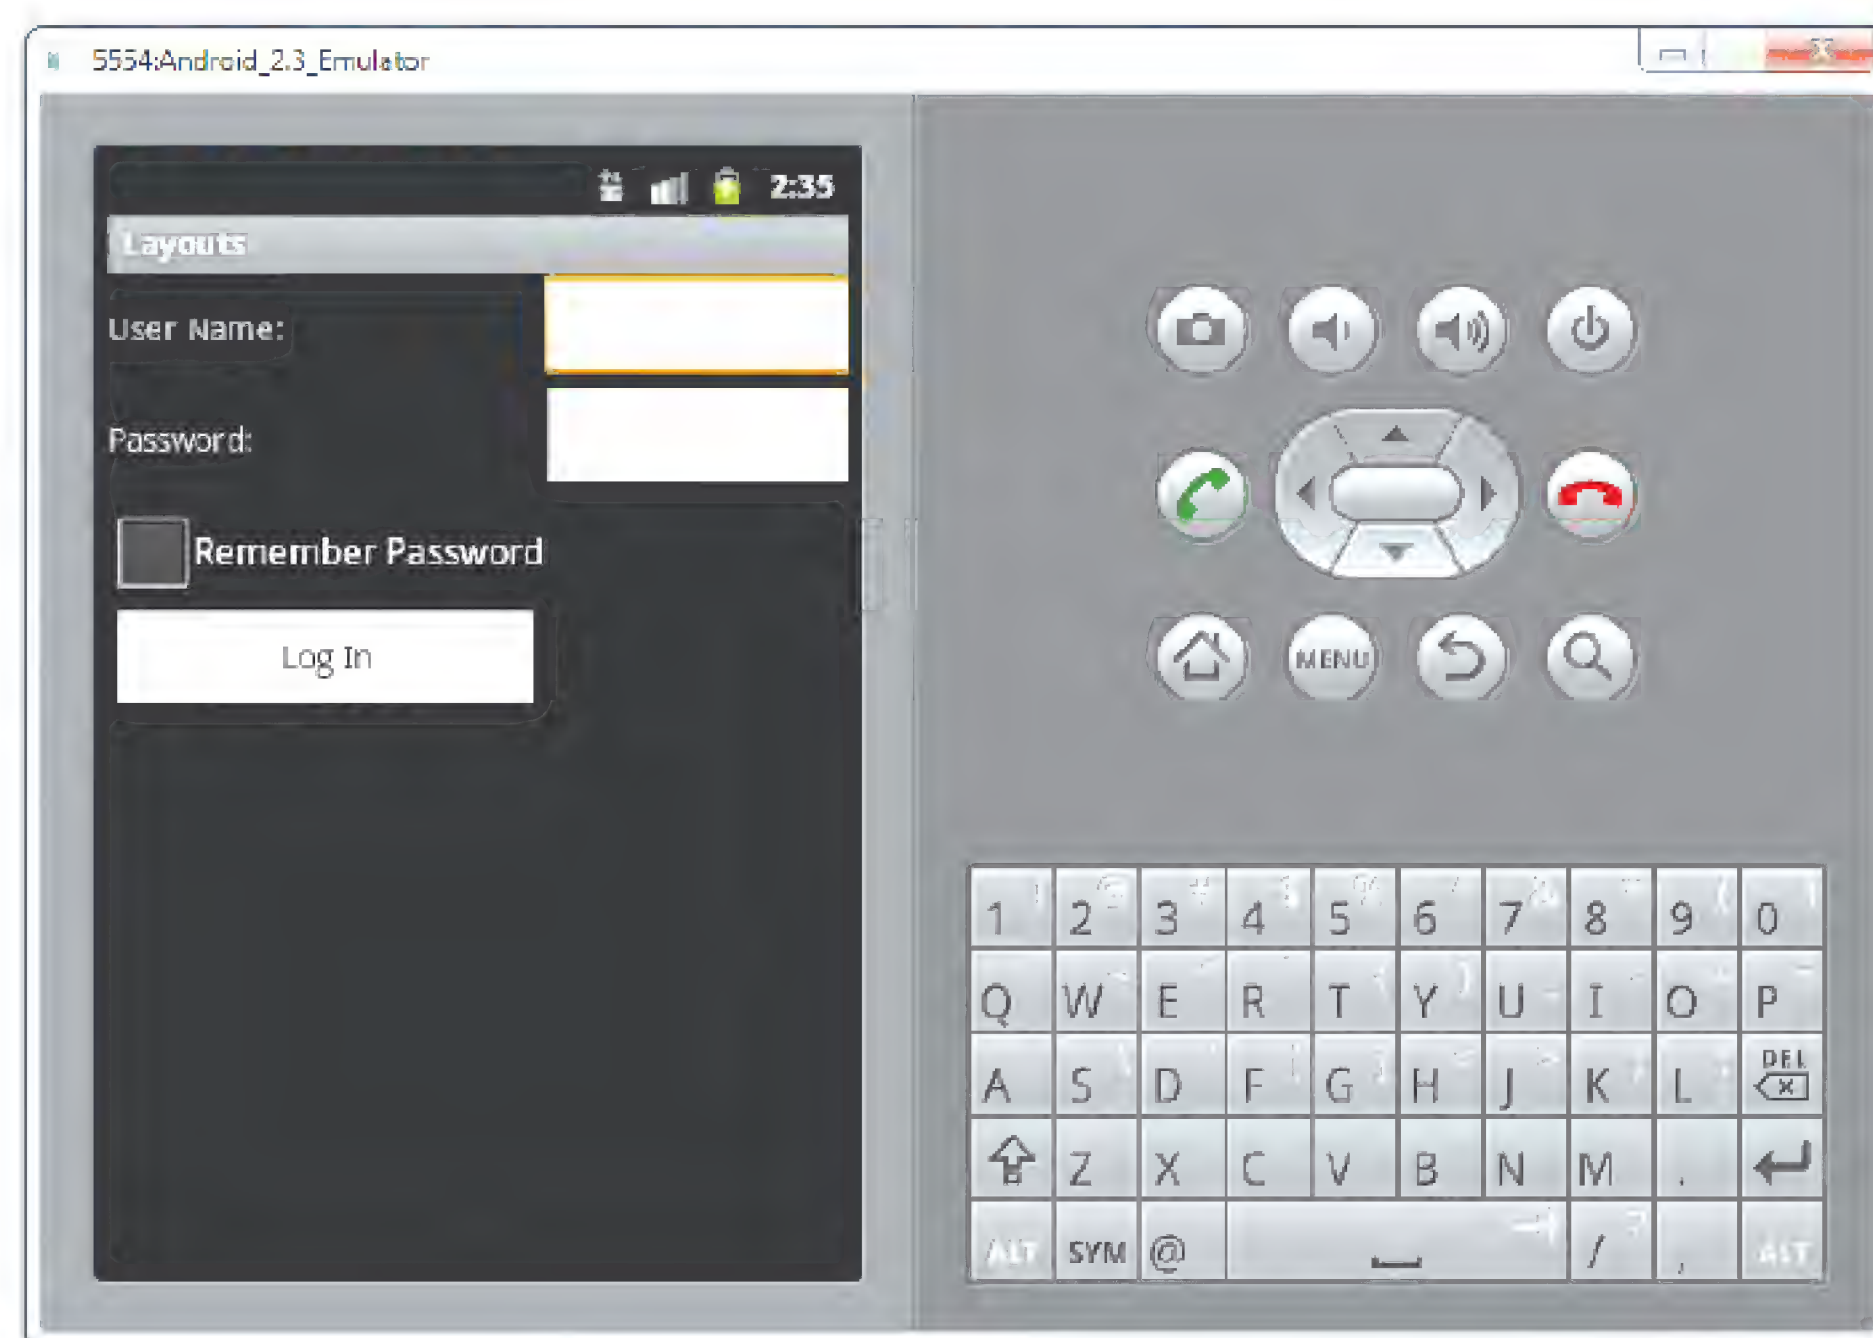 5554:Android_2.3_Emulator
2:35
Layouts
User Name:
Password:
Remember Password
Log In
MENU
1 2 3 4 5 6 7 8 9 0
Q W E R T Y U I O P
A S D F G H J K L DEL
Z X C V B N M .
ALT SYM @ / , ALT